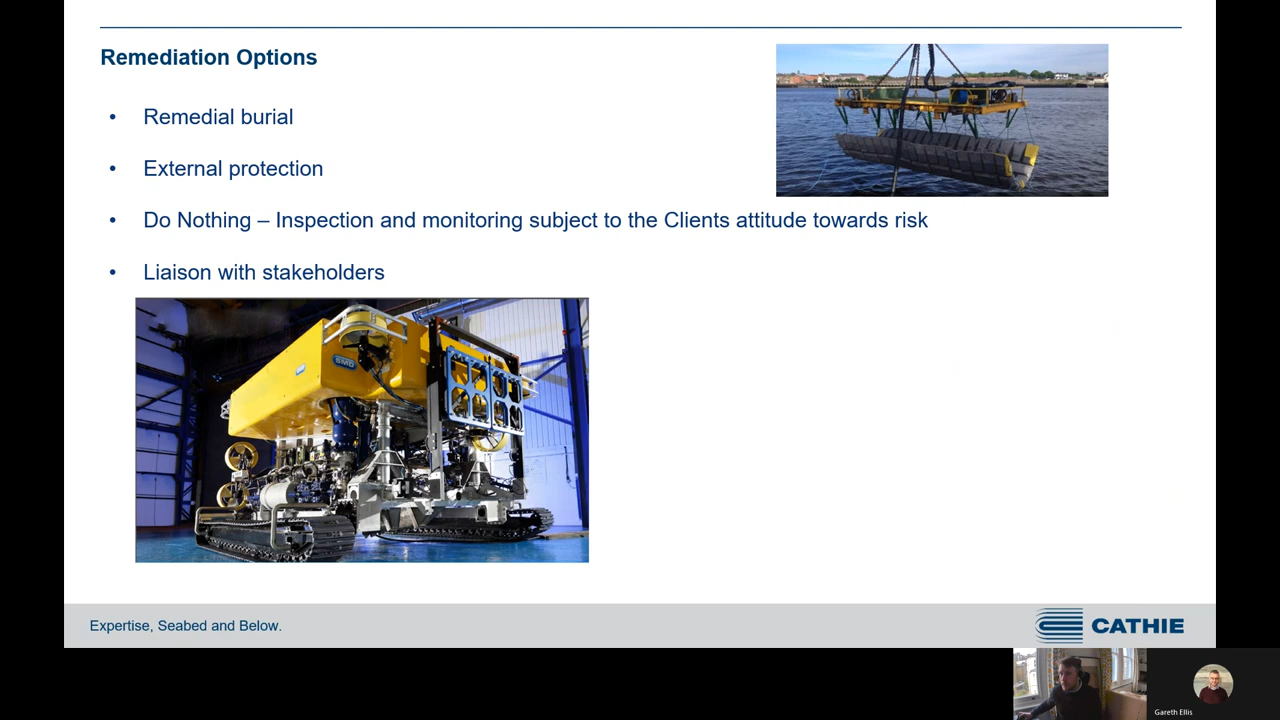 Remediation Options
• Remedial burial
• External protection
• Do Nothing – Inspection and monitoring subject to the Clients attitude towards risk
• Liaison with stakeholders
SMD
Expertise, Seabed and Below.
CATHIE
Gareth Ellis